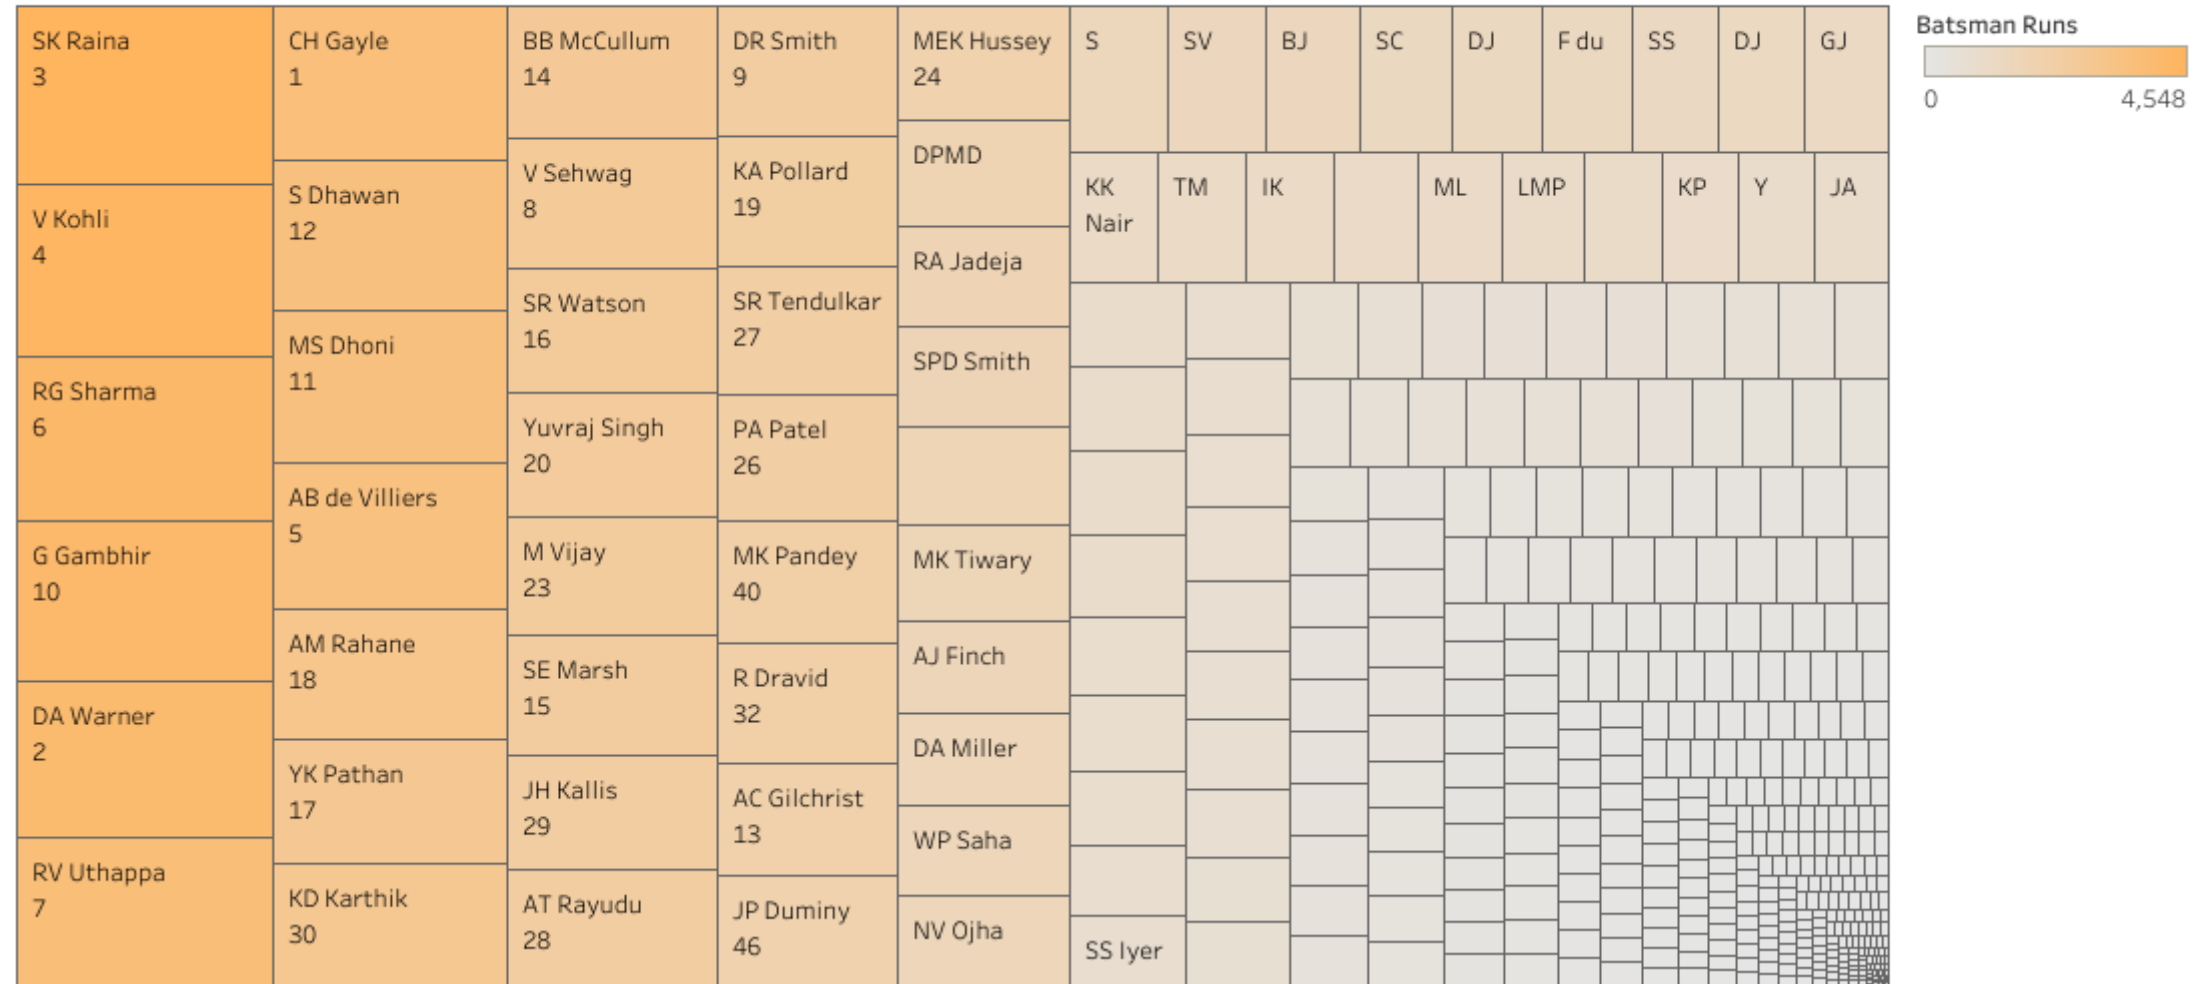 SK Raina
3
V Kohli
4
RG Sharma
6
G Gambhir
10
DA Warner
2
RV Uthappa
7
CH Gayle
1
S Dhawan
12
MS Dhoni
11
AB de Villiers
5
AM Rahane
18
YK Pathan
17
KD Karthik
30
BB McCullum
14
V Sehwag
8
SR Watson
16
Yuvraj Singh
20
M Vijay
23
SE Marsh
15
JH Kallis
29
AT Rayudu
28
DR Smith
9
KA Pollard
19
SR Tendulkar
27
PA Patel
26
MK Pandey
40
R Dravid
32
AC Gilchrist
13
JP Duminy
46
MEK Hussey
24
DPMD
RA Jadeja
SPD Smith
MK Tiwary
AJ Finch
DA Miller
WP Saha
NV Ojha
S
SV
BJ
SC
DJ
F du
SS
DJ
GJ
KK
Nair
TM
IK
ML
LMP
KP
Y
JA
SS Iyer
Batsman Runs
0
4,548